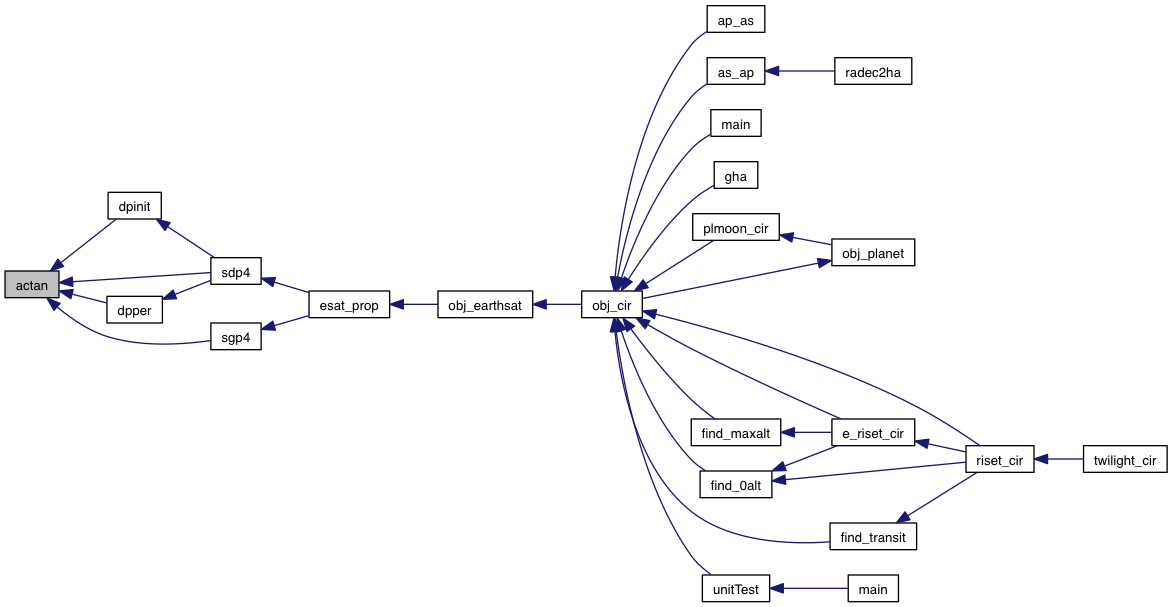 ap_as
as_ap
radec2ha
main
gha
dpinit
plmoon_cir
obj_planet
sdp4
actan
dpper
esat_prop
obj_earthsat
obj_cir
sgp4
find_maxalt
e_riset_cir
riset_cir
twilight_cir
find_0alt
find_transit
unitTest
main